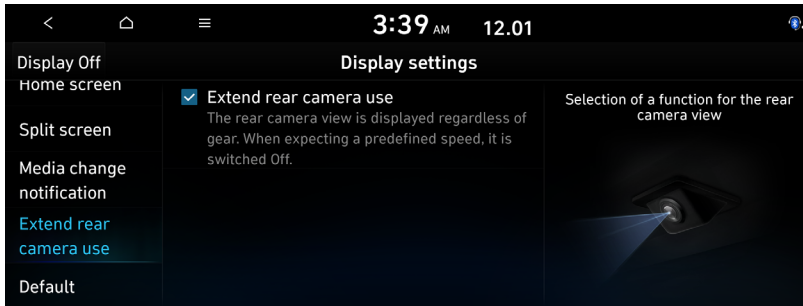 3:39 AM 12.01
Display Off
Display settings
Home screen
Split screen
Media change
notification
Extend rear
camera use
Default
Extend rear camera use
The rear camera view is displayed regardless of
gear. When expecting a predefined speed, it is
switched Off.
Selection of a function for the rear
camera view